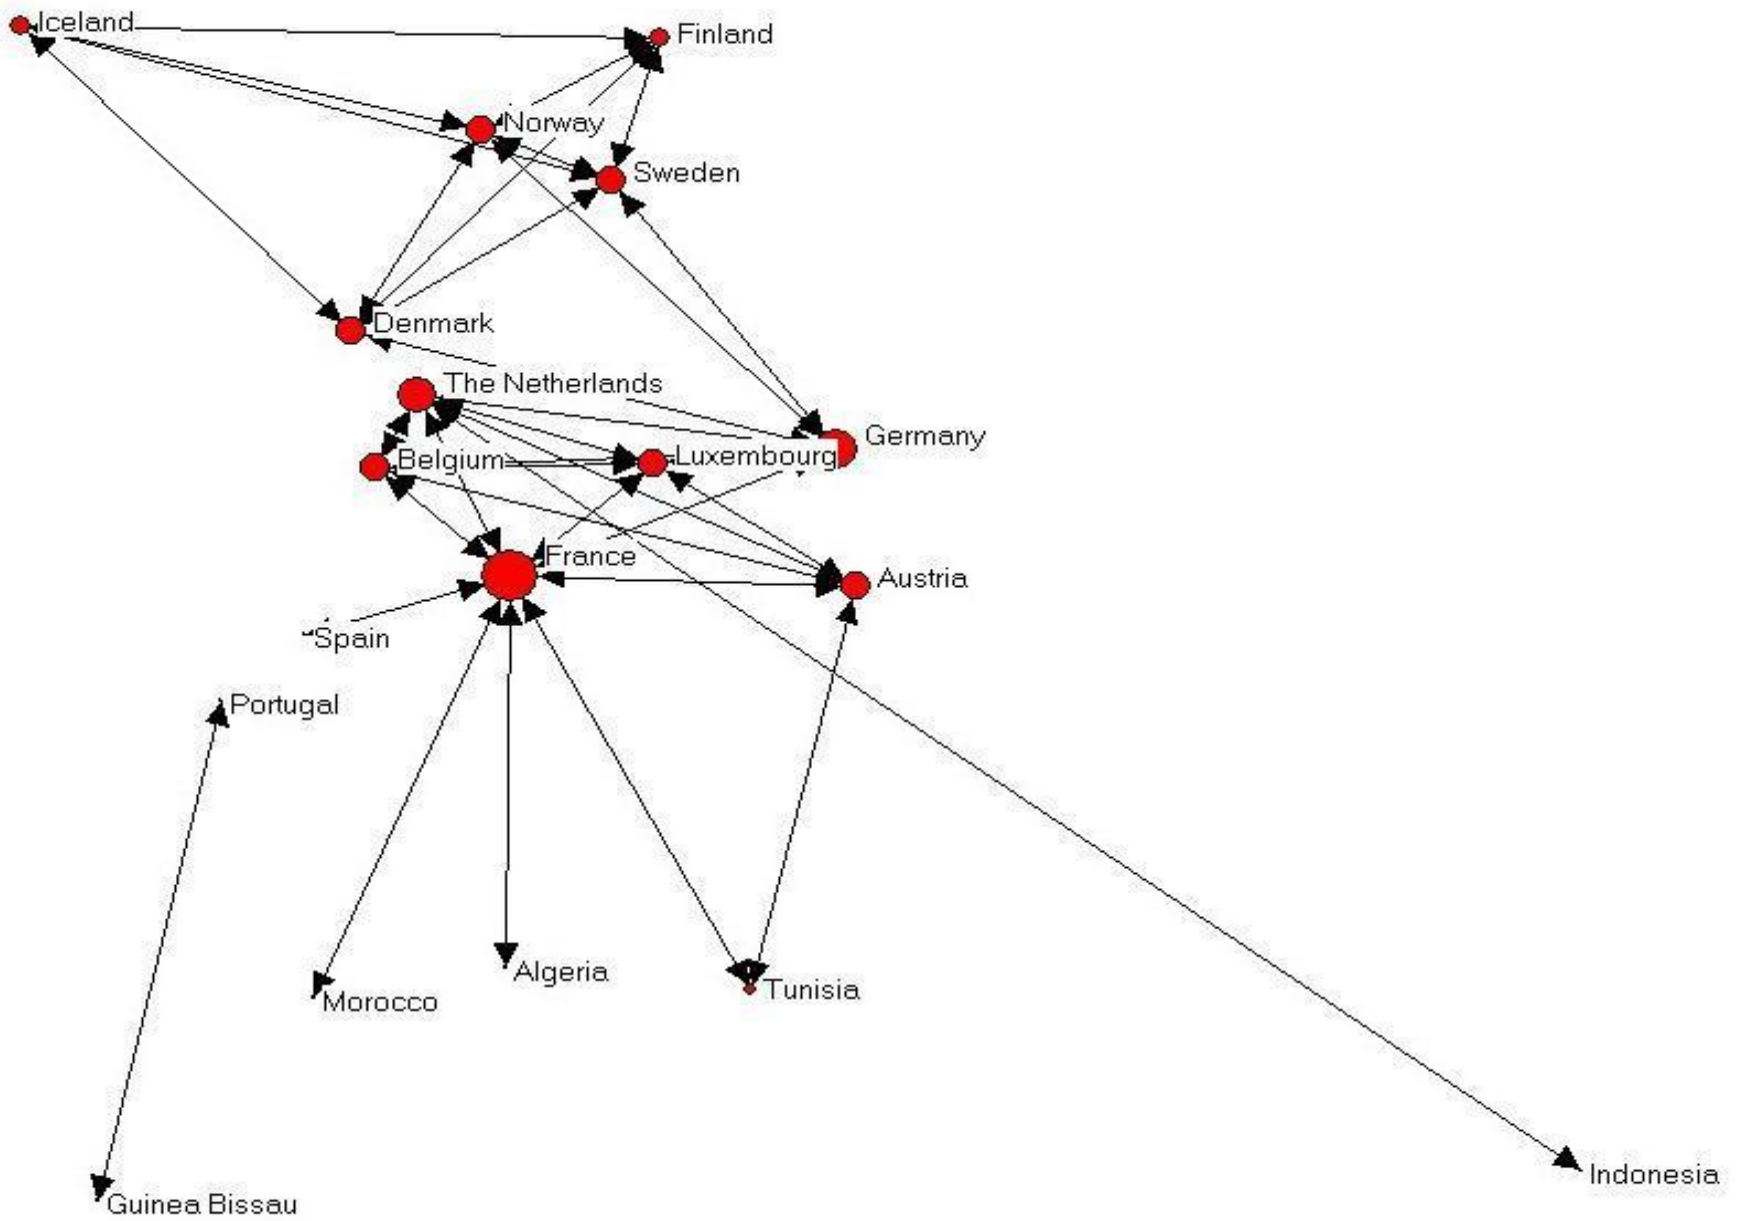 Iceland
Finland
Norway
Sweden
Denmark
The Netherlands
Germany
Belgium
Luxembourg
France
Austria
Spain
Portugal
Algeria
Tunisia
Morocco
Indonesia
Guinea Bissau